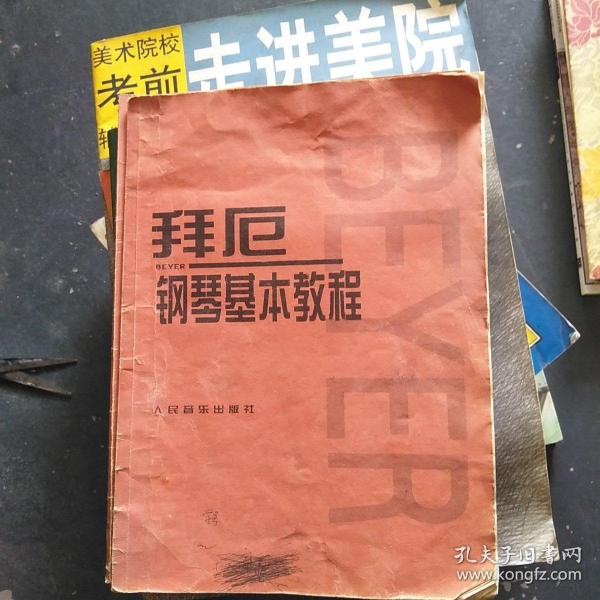 美术院校
考前
走进美院
BEYER
拜厄
BEYER
钢琴基本教程
人民音乐出版社
孔夫子旧书网
www.kongfz.com